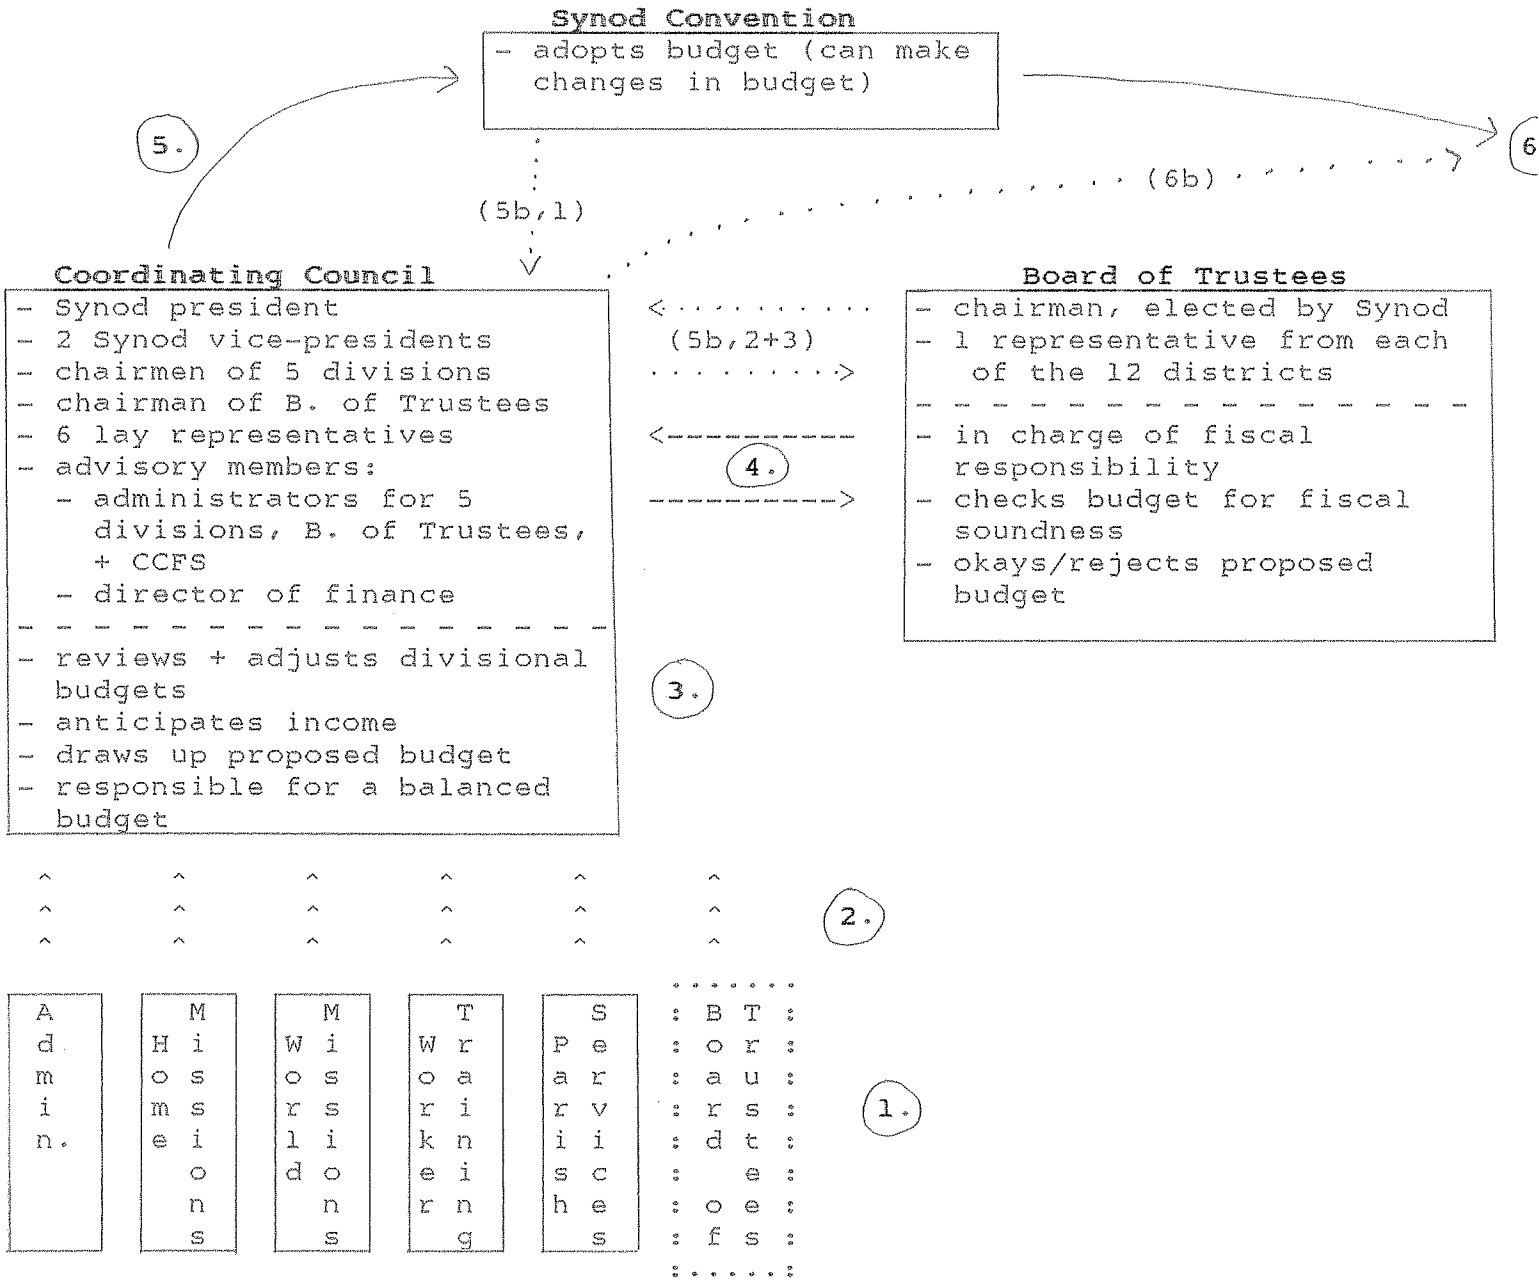 Synod Convention
- adopts budget (can make
changes in budget)
5.
6
(6b)
(5b,1)
Coordinating Council
- Synod president
- 2 Synod vice-presidents
- chairmen of 5 divisions
- chairman of B. of Trustees
- 6 lay representatives
- advisory members:
- administrators for 5
divisions, B. of Trustees,
+ CCFS
- director of finance
- reviews + adjusts divisional
budgets
- anticipates income
- draws up proposed budget
- responsible for a balanced
budget
(5b,2+3)
4.
Board of Trustees
- chairman, elected by Synod
- 1 representative from each
of the 12 districts
- in charge of fiscal
responsibility
- checks budget for fiscal
soundness
- okays/rejects proposed
budget
3.
2.
Admin.
Home Missions
World Missions
Worker Training
Parish Services
Board of Trustees
1.